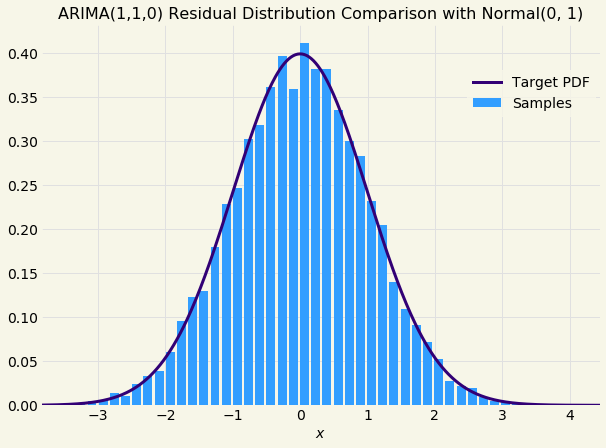 ARIMA(1,1,0) Residual Distribution Comparison with Normal(0, 1)
0.40
0.35
0.30
0.25
0.20
0.15
0.10
0.05
0.00
Target PDF
Samples
−3 −2 −1 0 1 2 3 4
x